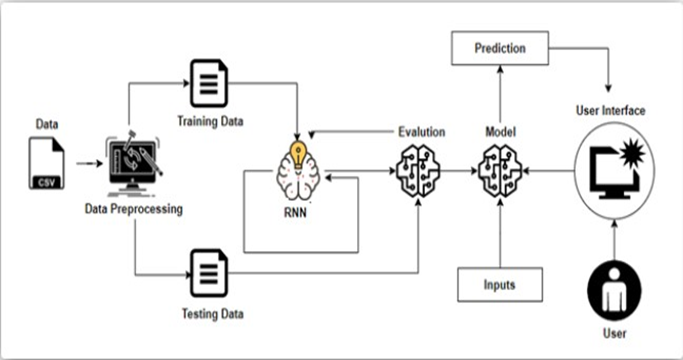 Data
CSV
Data Preprocessing
Training Data
Testing Data
RNN
Evalution
Model
Prediction
Inputs
User Interface
User